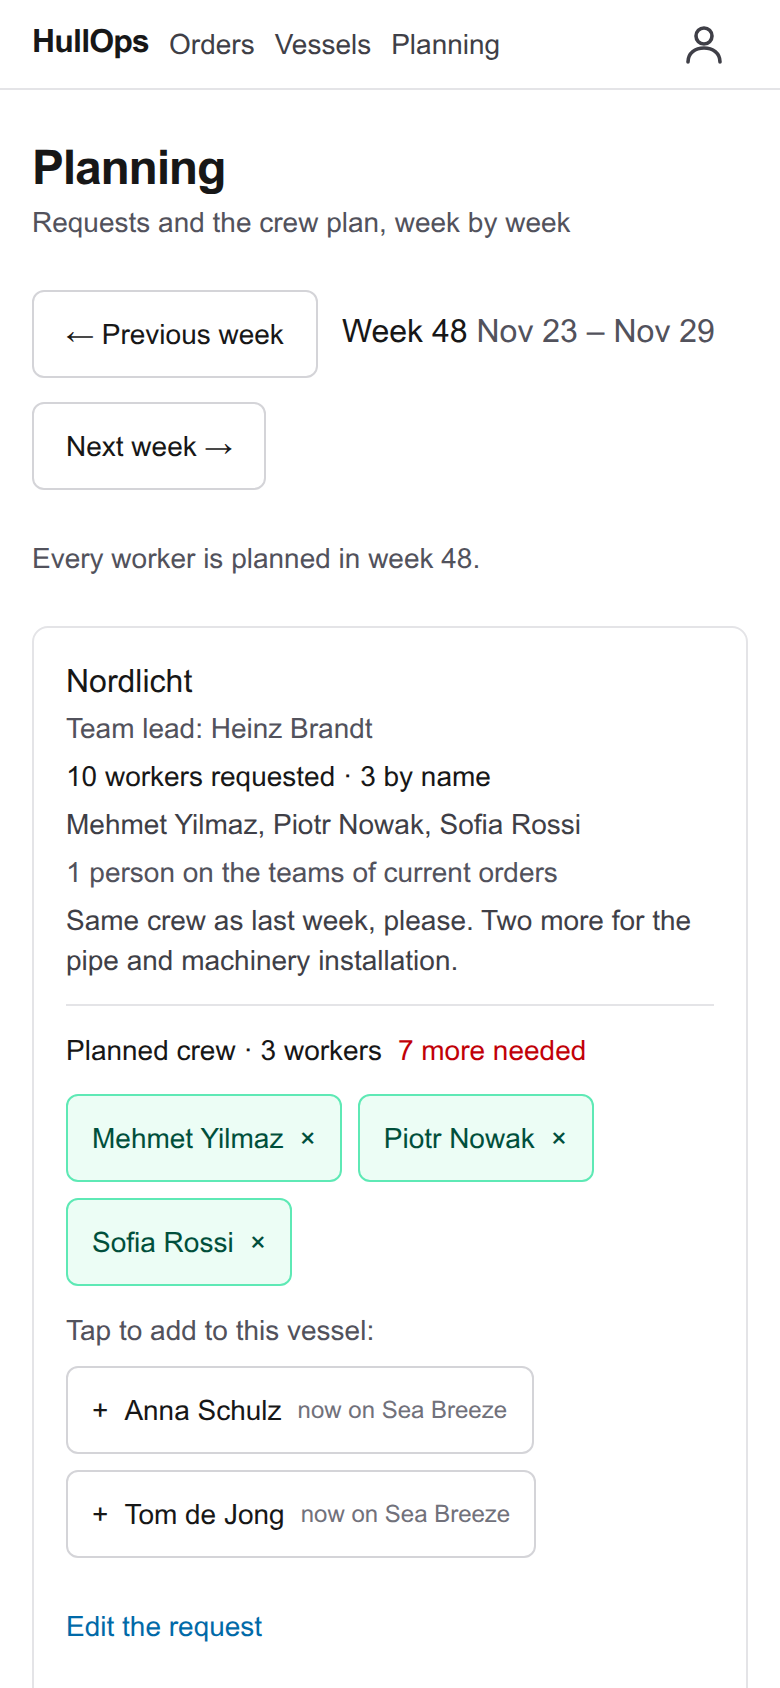 HullOps Orders Vessels Planning
Planning
Requests and the crew plan, week by week
← Previous week Week 48 Nov 23 – Nov 29
Next week →
Every worker is planned in week 48.
Nordlicht
Team lead: Heinz Brandt
10 workers requested · 3 by name
Mehmet Yilmaz, Piotr Nowak, Sofia Rossi
1 person on the teams of current orders
Same crew as last week, please. Two more for the
pipe and machinery installation.
Planned crew · 3 workers 7 more needed
Mehmet Yilmaz × Piotr Nowak ×
Sofia Rossi ×
Tap to add to this vessel:
+ Anna Schulz now on Sea Breeze
+ Tom de Jong now on Sea Breeze
Edit the request